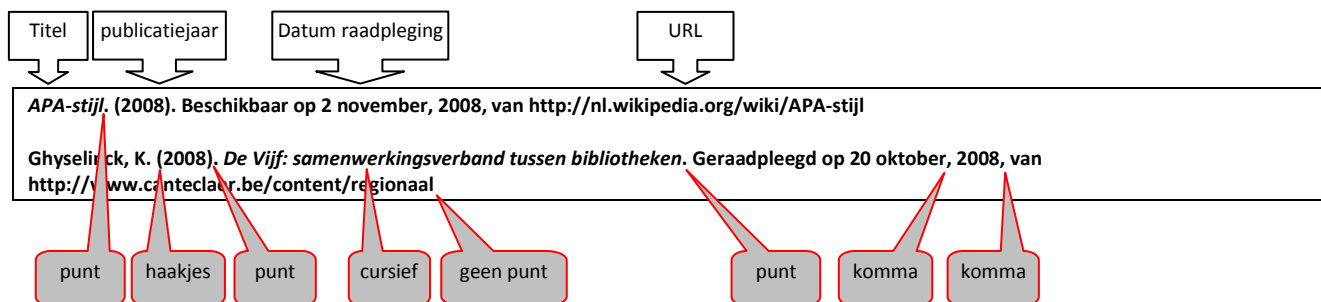 Titel publicatiejaar Datum raadpleging URL
APA-stijl. (2008). Beschikbaar op 2 november, 2008, van http://nl.wikipedia.org/wiki/APA-stijl
Ghyselinck, K. (2008). De Vijf: samenwerkingsverband tussen bibliotheken. Geraadpleegd op 20 oktober, 2008, van
http://www.canteclaer.be/content/regionaal
punt haakjes punt cursief geen punt punt komma komma